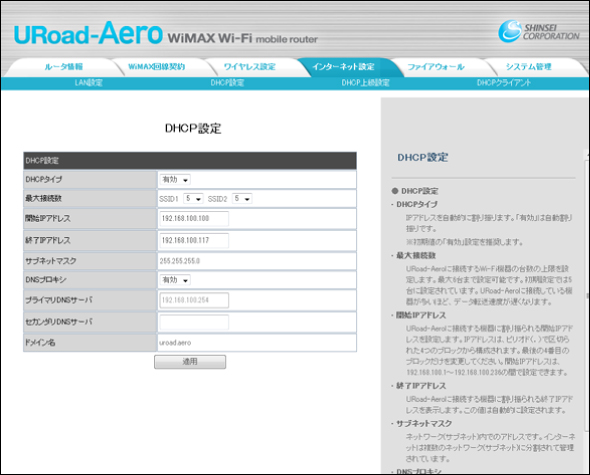 URoad-Aero WiMAX Wi-Fi mobile router
SHINSEI
CORPORATION
ルータ情報 WiMAX回線契約 ワイヤレス設定 インターネット設定 ファイアウォール システム管理
LAN設定 DHCP設定 DHCP上級設定 DHCPクライアント
DHCP設定
DHCP設定
DHCPタイプ 有効
最大接続数 SSID1 5 SSID2 5
開始IPアドレス 192.168.100.100
終了IPアドレス 192.168.100.117
サブネットマスク 255.255.255.0
DNSプロキシ 有効
プライマリDNSサーバ 192.168.100.254
セカンダリDNSサーバ
ドメイン名 uroad.aero
適用
DHCP設定
● DHCP設定
・DHCPタイプ
IPアドレスを自動的に割り振ります。「有効」は自動割り
振りです。
※初期値の「有効」設定を推奨します。
・最大接続数
URoad-Aeroに接続するWi-Fi機器の台数の上限を設
定します。最大8台まで設定可能です。初期設定では5
台に設定されています。URoad-Aeroに接続している機
器が多いほど、データ転送速度が遅くなります。
・開始IPアドレス
URoad-Aeroに接続する機器に割り振られる開始IPアド
レスを設定します。IPアドレスは、ピリオド(．)で区切ら
れた4つのブロックから構成されます。最後の4番目の
ブロックだけを変更してください。開始IPアドレスは、
192.168.100.1～192.168.100.236の間で設定できます。
・終了IPアドレス
URoad-Aeroに接続する機器に割り振られる終了IPアド
レスを表示します。この値は自動的に設定されます。
・サブネットマスク
ネットワーク(サブネット)内でのアドレスです。インターネ
ットは複数のネットワーク(サブネット)に分割されて管理
されています。
・DNSプロキシ